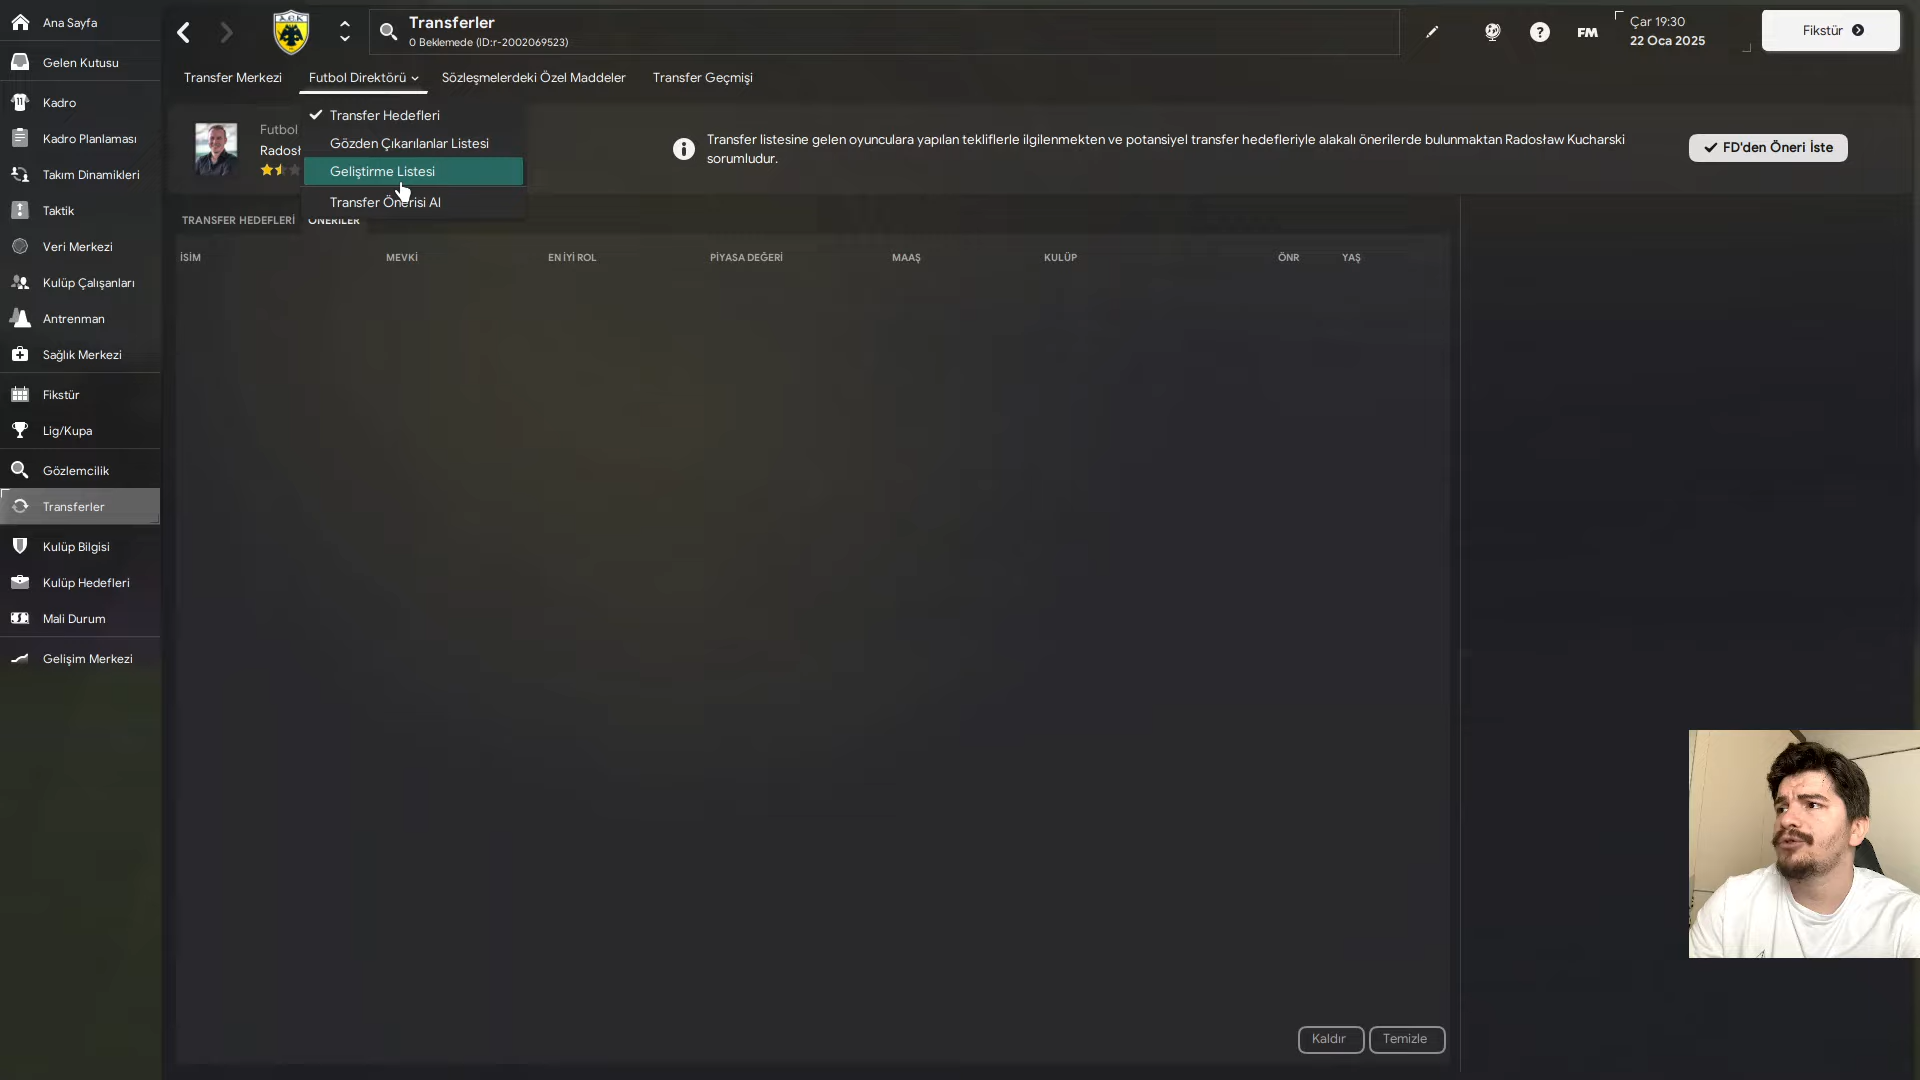 Ana Sayfa
Gelen Kutusu
Kadro
Kadro Planlaması
Takım Dinamikleri
Taktik
Veri Merkezi
Kulüp Çalışanları
Antrenman
Sağlık Merkezi
Fikstür
Lig/Kupa
Gözlemcilik
Transferler
Kulüp Bilgisi
Kulüp Hedefleri
Mali Durum
Gelişim Merkezi
Transferler
0 Beklemede (ID:r-2002069523)
FM
Çar 19:30
22 Oca 2025
Fikstür
Transfer Merkezi
Futbol Direktörü
Sözleşmelerdeki Özel Maddeler
Transfer Geçmişi
Futbol
Transfer Hedefleri
Gözden Çıkarılanlar Listesi
Geliştirme Listesi
Transfer Önerisi Al
Transfer listesine gelen oyunculara yapılan tekliflerle ilgilenmekten ve potansiyel transfer hedefleriyle alakalı önerilerde bulunmaktan Radosław Kucharski
sorumludur.
FD'den Öneri İste
TRANSFER HEDEFLERİ
ÖNERİLER
İSİM
MEVKİ
EN İYİ ROL
PİYASA DEĞERİ
MAAŞ
KULÜP
ÖNR
YAŞ
Kaldır
Temizle